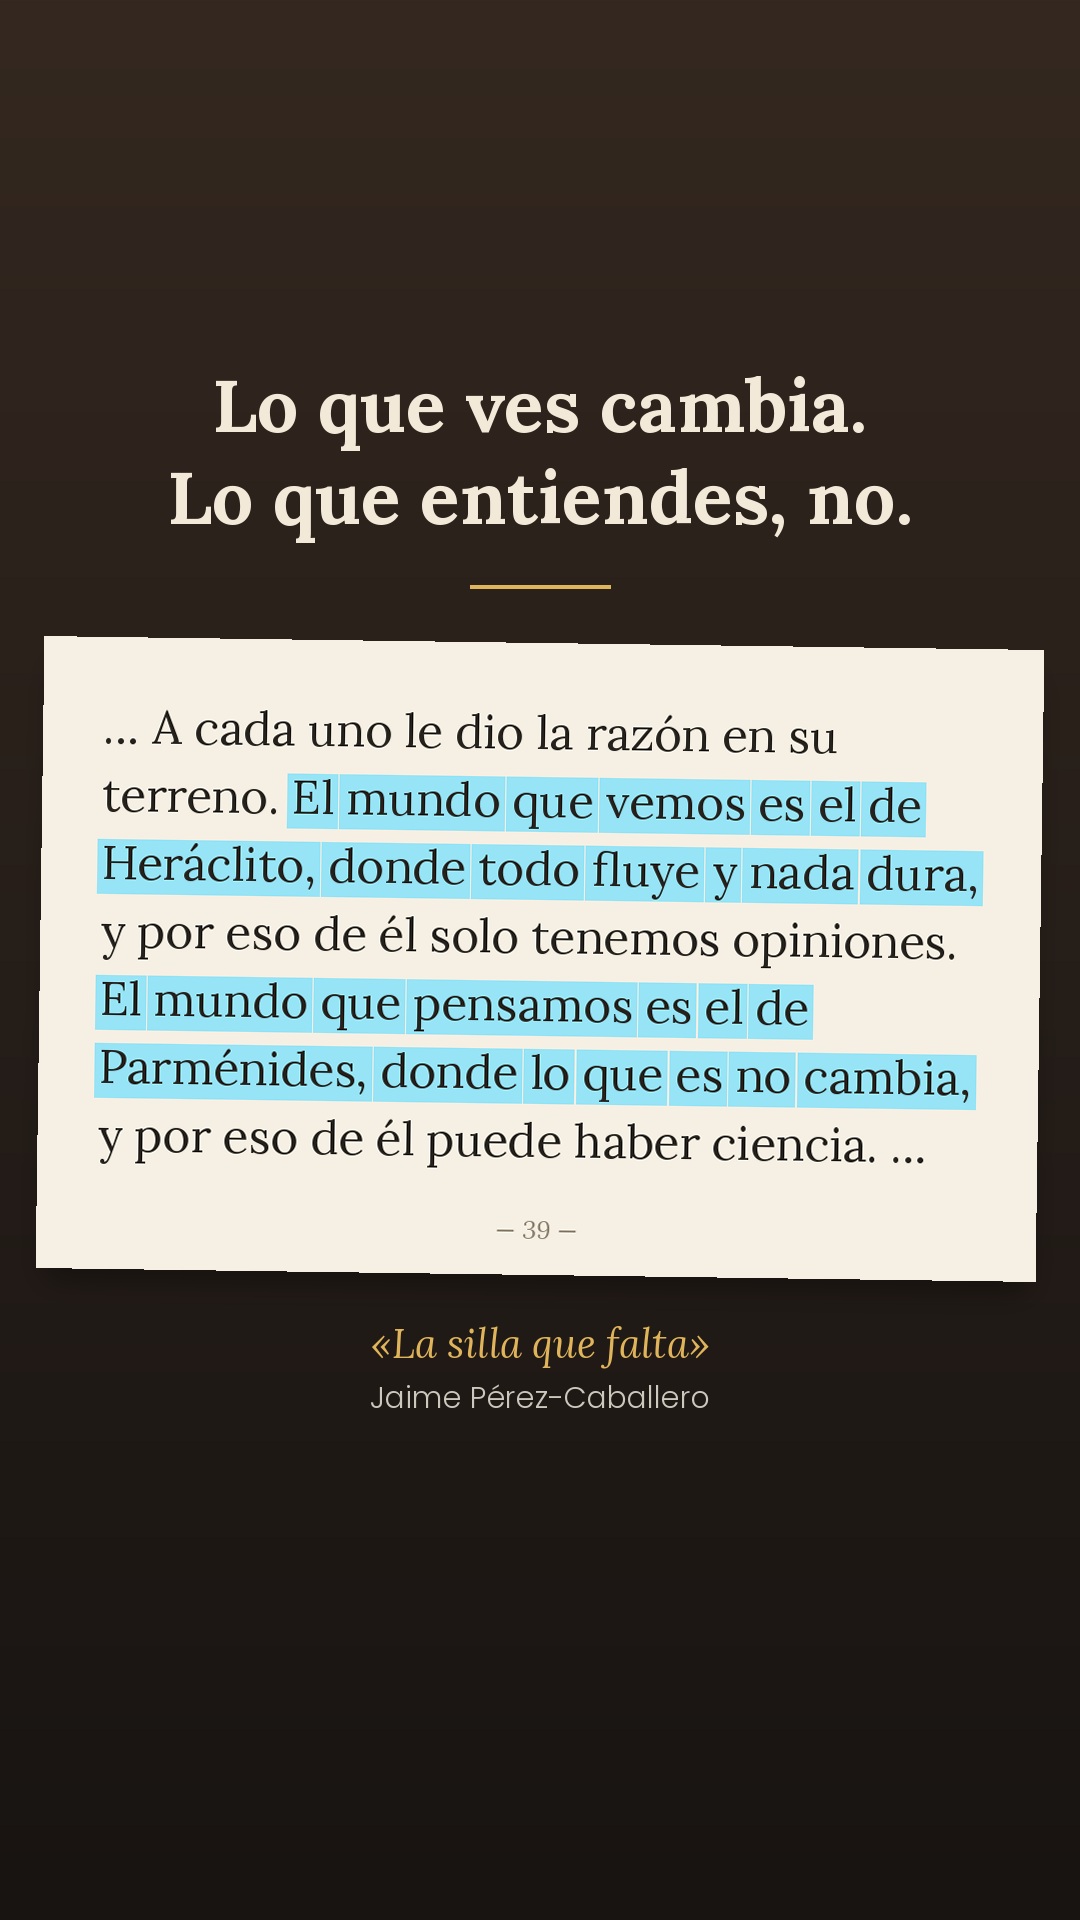 Lo que ves cambia.
Lo que entiendes, no.
... A cada uno le dio la razón en su
terreno. El mundo que vemos es el de
Heráclito, donde todo fluye y nada dura,
y por eso de él solo tenemos opiniones.
El mundo que pensamos es el de
Parménides, donde lo que es no cambia,
y por eso de él puede haber ciencia. ...
— 39 —
«La silla que falta»
Jaime Pérez-Caballero